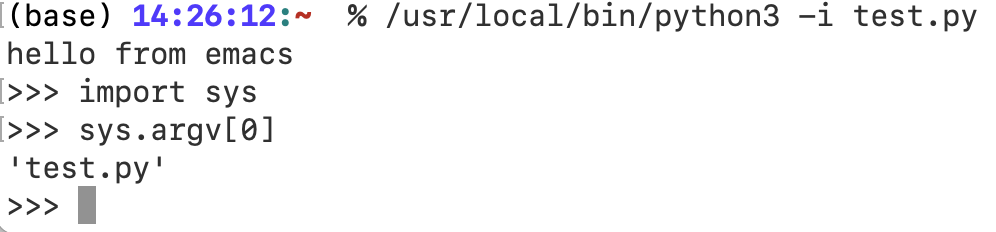 (base) 14:26:12:~ % /usr/local/bin/python3 -i test.py
hello from emacs
>>> import sys
>>> sys.argv[0]
'test.py'
>>>